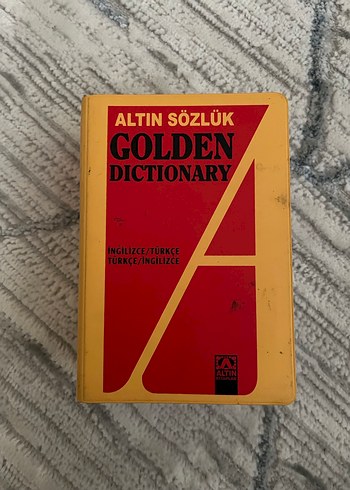 ALTIN SÖZLÜK
GOLDEN
DICTIONARY
İNGİLİZCE/TÜRKÇE
TÜRKÇE/İNGİLİZCE
ALTIN